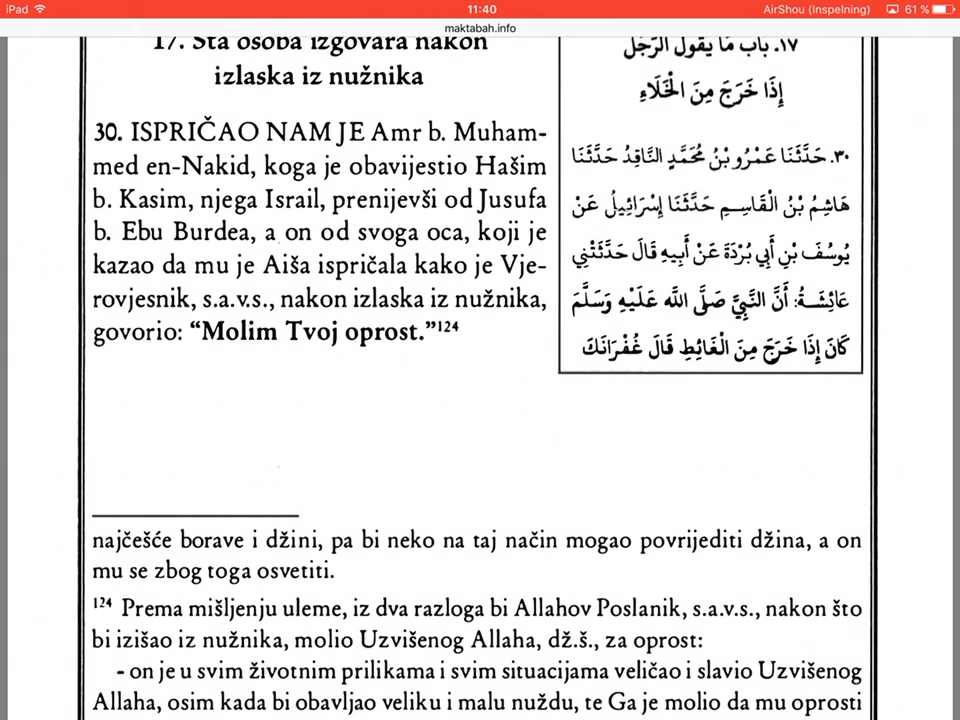 iPad
11:40
AirShou (Inspelning)
61 %
maktabah.info
17. Šta osoba izgovara nakon
izlaska iz nužnika
30. ISPRIČAO NAM JE Amr b. Muham-
med en-Nakid, koga je obavijestio Hašim
b. Kasim, njega Israil, prenijevši od Jusufa
b. Ebu Burdea, a on od svoga oca, koji je
kazao da mu je Aiša ispričala kako je Vje-
rovjesnik, s.a.v.s., nakon izlaska iz nužnika,
govorio: “Molim Tvoj oprost.”124
١٧. باب مَا يَقُولُ الرَّجُلُ
إِذَا خَرَجَ مِنَ الْخَلَاءِ
٣٠. حَدَّثَنَا عَمْرُو بْنُ مُحَمَّدٍ النَّاقِدُ حَدَّثَنَا
هَاشِمُ بْنُ الْقَاسِمِ حَدَّثَنَا إِسْرَائِيلُ عَنْ
يُوسُفَ بْنِ أَبِي بُرْدَةَ عَنْ أَبِيهِ قَالَ حَدَّثَتْنِي
عَائِشَةُ: أَنَّ النَّبِيَّ صَلَّى اللَّه عَلَيْهِ وَسَلَّمَ
كَانَ إِذَا خَرَجَ مِنَ الْغَائِطِ قَالَ غُفْرَانَكَ
najčešće borave i džini, pa bi neko na taj način mogao povrijediti džina, a on
mu se zbog toga osvetiti.
124 Prema mišljenju uleme, iz dva razloga bi Allahov Poslanik, s.a.v.s., nakon što
bi izišao iz nužnika, molio Uzvišenog Allaha, dž.š., za oprost:
- on je u svim životnim prilikama i svim situacijama veličao i slavio Uzvišenog
Allaha, osim kada bi obavljao veliku i malu nuždu, te Ga je molio da mu oprosti